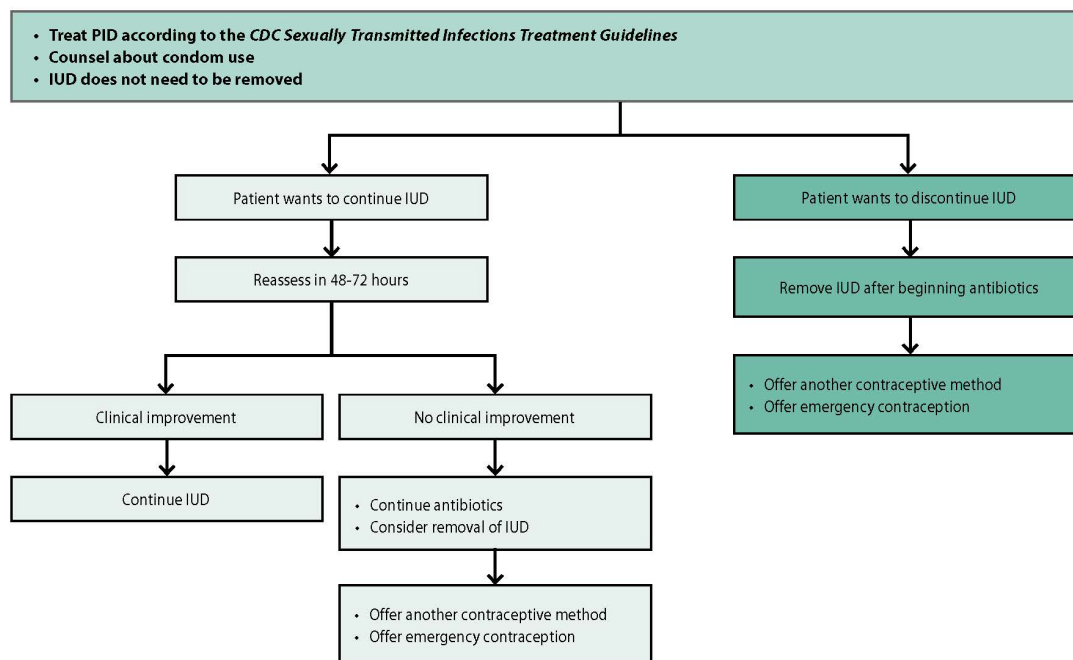 • Treat PID according to the CDC Sexually Transmitted Infections Treatment Guidelines
• Counsel about condom use
• IUD does not need to be removed
Patient wants to continue IUD
Patient wants to discontinue IUD
Reassess in 48-72 hours
Remove IUD after beginning antibiotics
Clinical improvement
No clinical improvement
• Offer another contraceptive method
• Offer emergency contraception
Continue IUD
• Continue antibiotics
• Consider removal of IUD
• Offer another contraceptive method
• Offer emergency contraception